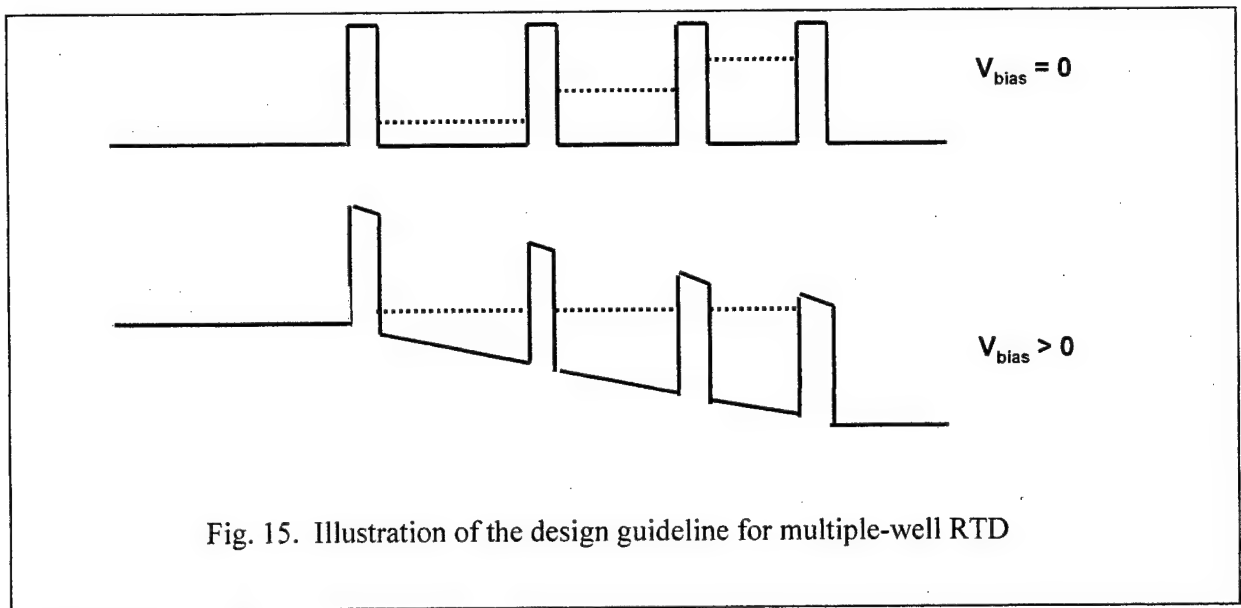 V_bias = 0
V_bias > 0
Fig. 15. Illustration of the design guideline for multiple-well RTD